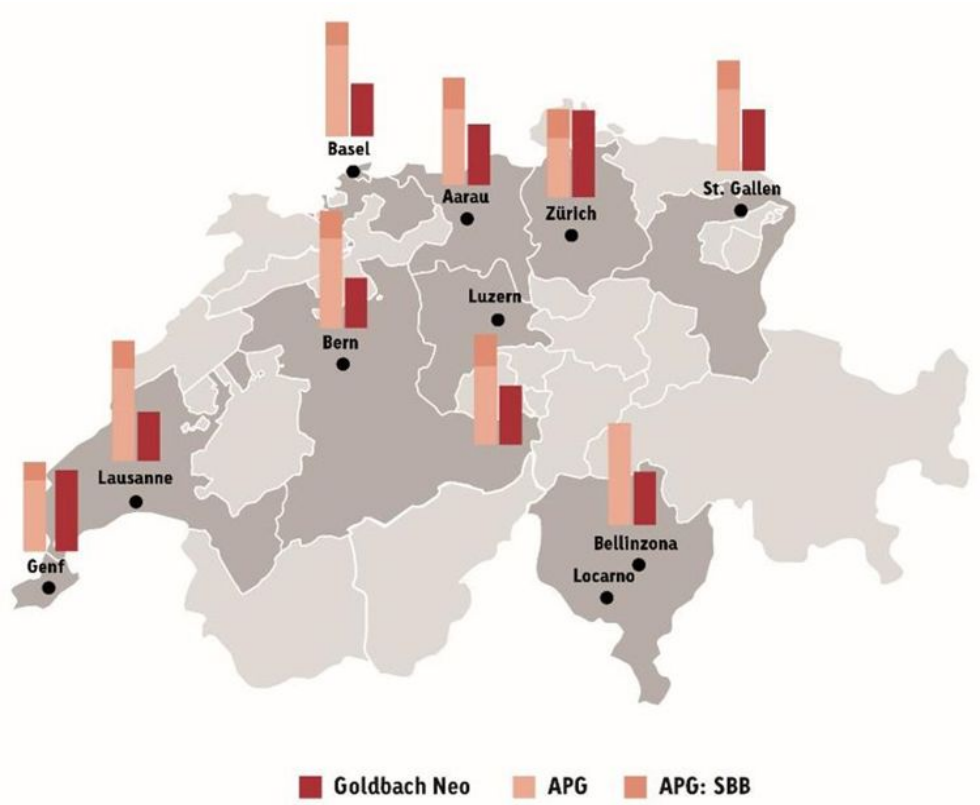 Basel
Aarau
Zürich
St. Gallen
Luzern
Bern
Lausanne
Genf
Bellinzona
Locarno
Goldbach Neo
APG
APG: SBB